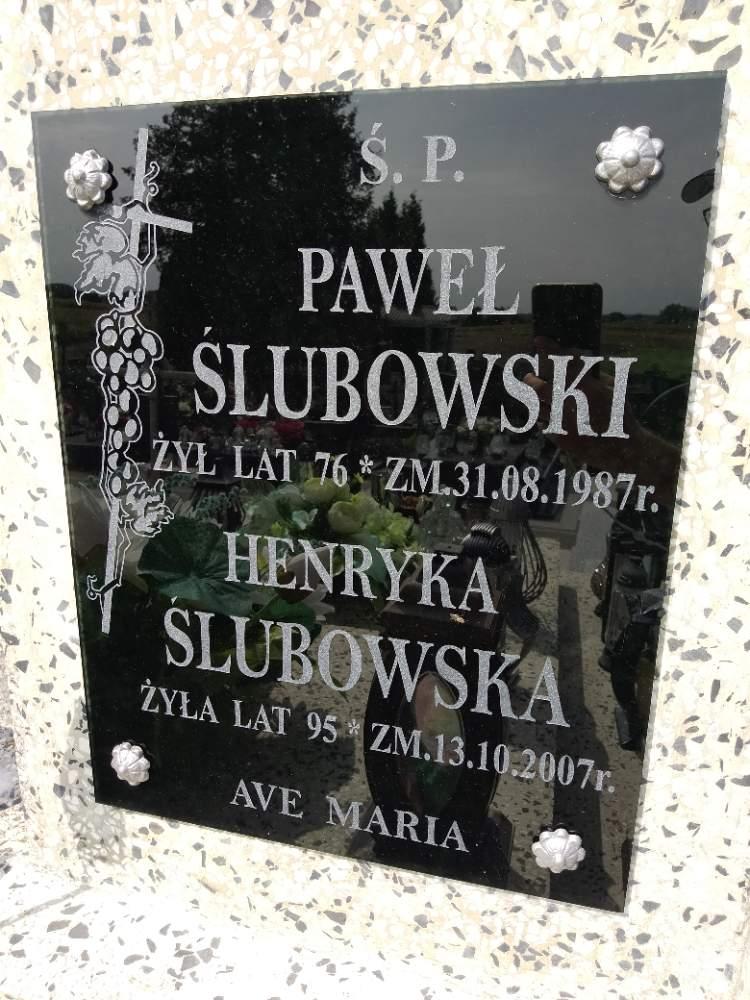 Ś. P.
PAWEŁ
ŚLUBOWSKI
ŻYŁ LAT 76 * ZM.31.08.1987r.
HENRYKA
ŚLUBOWSKA
ŻYŁA LAT 95 * ZM.13.10.2007r.
AVE MARIA